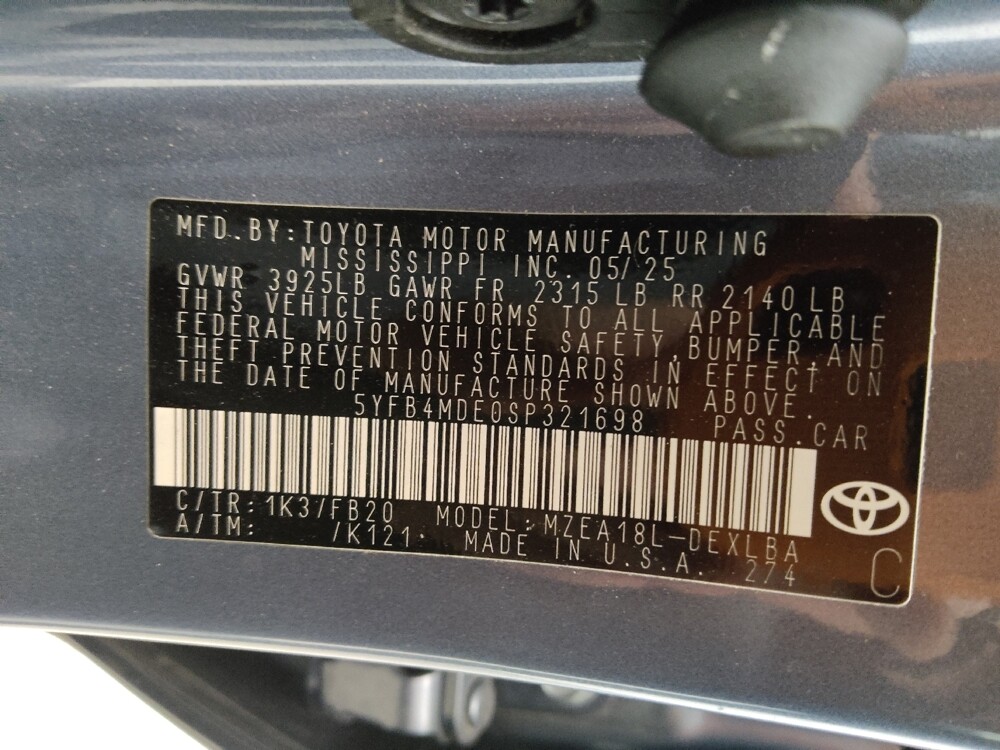 MFD. BY: TOYOTA MOTOR MANUFACTURING
MISSISSIPPI INC. 05/25
GVWR 3925LB GAWR FR 2315 LB RR 2140 LB
THIS VEHICLE CONFORMS TO ALL APPLICABLE
FEDERAL MOTOR VEHICLE SAFETY, BUMPER, AND
THEFT PREVENTION STANDARDS IN EFFECT ON
THE DATE OF MANUFACTURE SHOWN ABOVE.
5YFB4MDE0SP321698 PASS. CAR
C/TR: 1K3/FB20 MODEL: MZEA18L-DEXLBA
A/TM: /K121 MADE IN U.S.A. 274
C